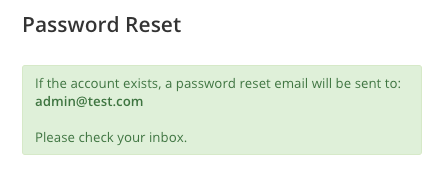 Password Reset
If the account exists, a password reset email will be sent to:
admin@test.com
Please check your inbox.